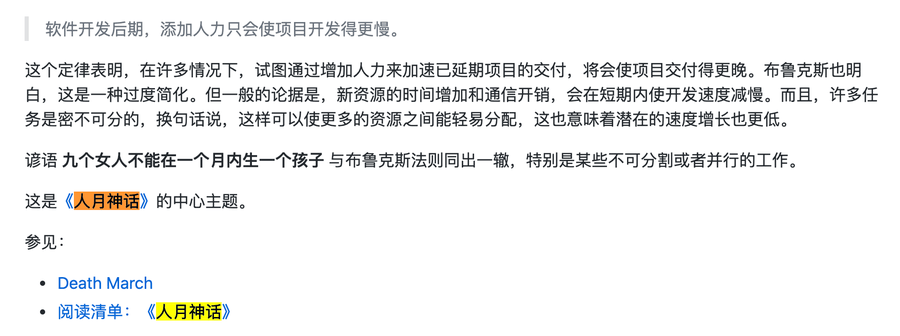 软件开发后期，添加人力只会使项目开发得更慢。
这个定律表明，在许多情况下，试图通过增加人力来加速已延期项目的交付，将会使项目交付得更晚。布鲁克斯也明
白，这是一种过度简化。但一般的论据是，新资源的时间增加和通信开销，会在短期内使开发速度减慢。而且，许多任
务是密不可分的，换句话说，这样可以使更多的资源之间能轻易分配，这也意味着潜在的速度增长也更低。
谚语 九个女人不能在一个月内生一个孩子 与布鲁克斯法则同出一辙，特别是某些不可分割或者并行的工作。
这是《人月神话》的中心主题。
参见：
• Death March
• 阅读清单：《人月神话》